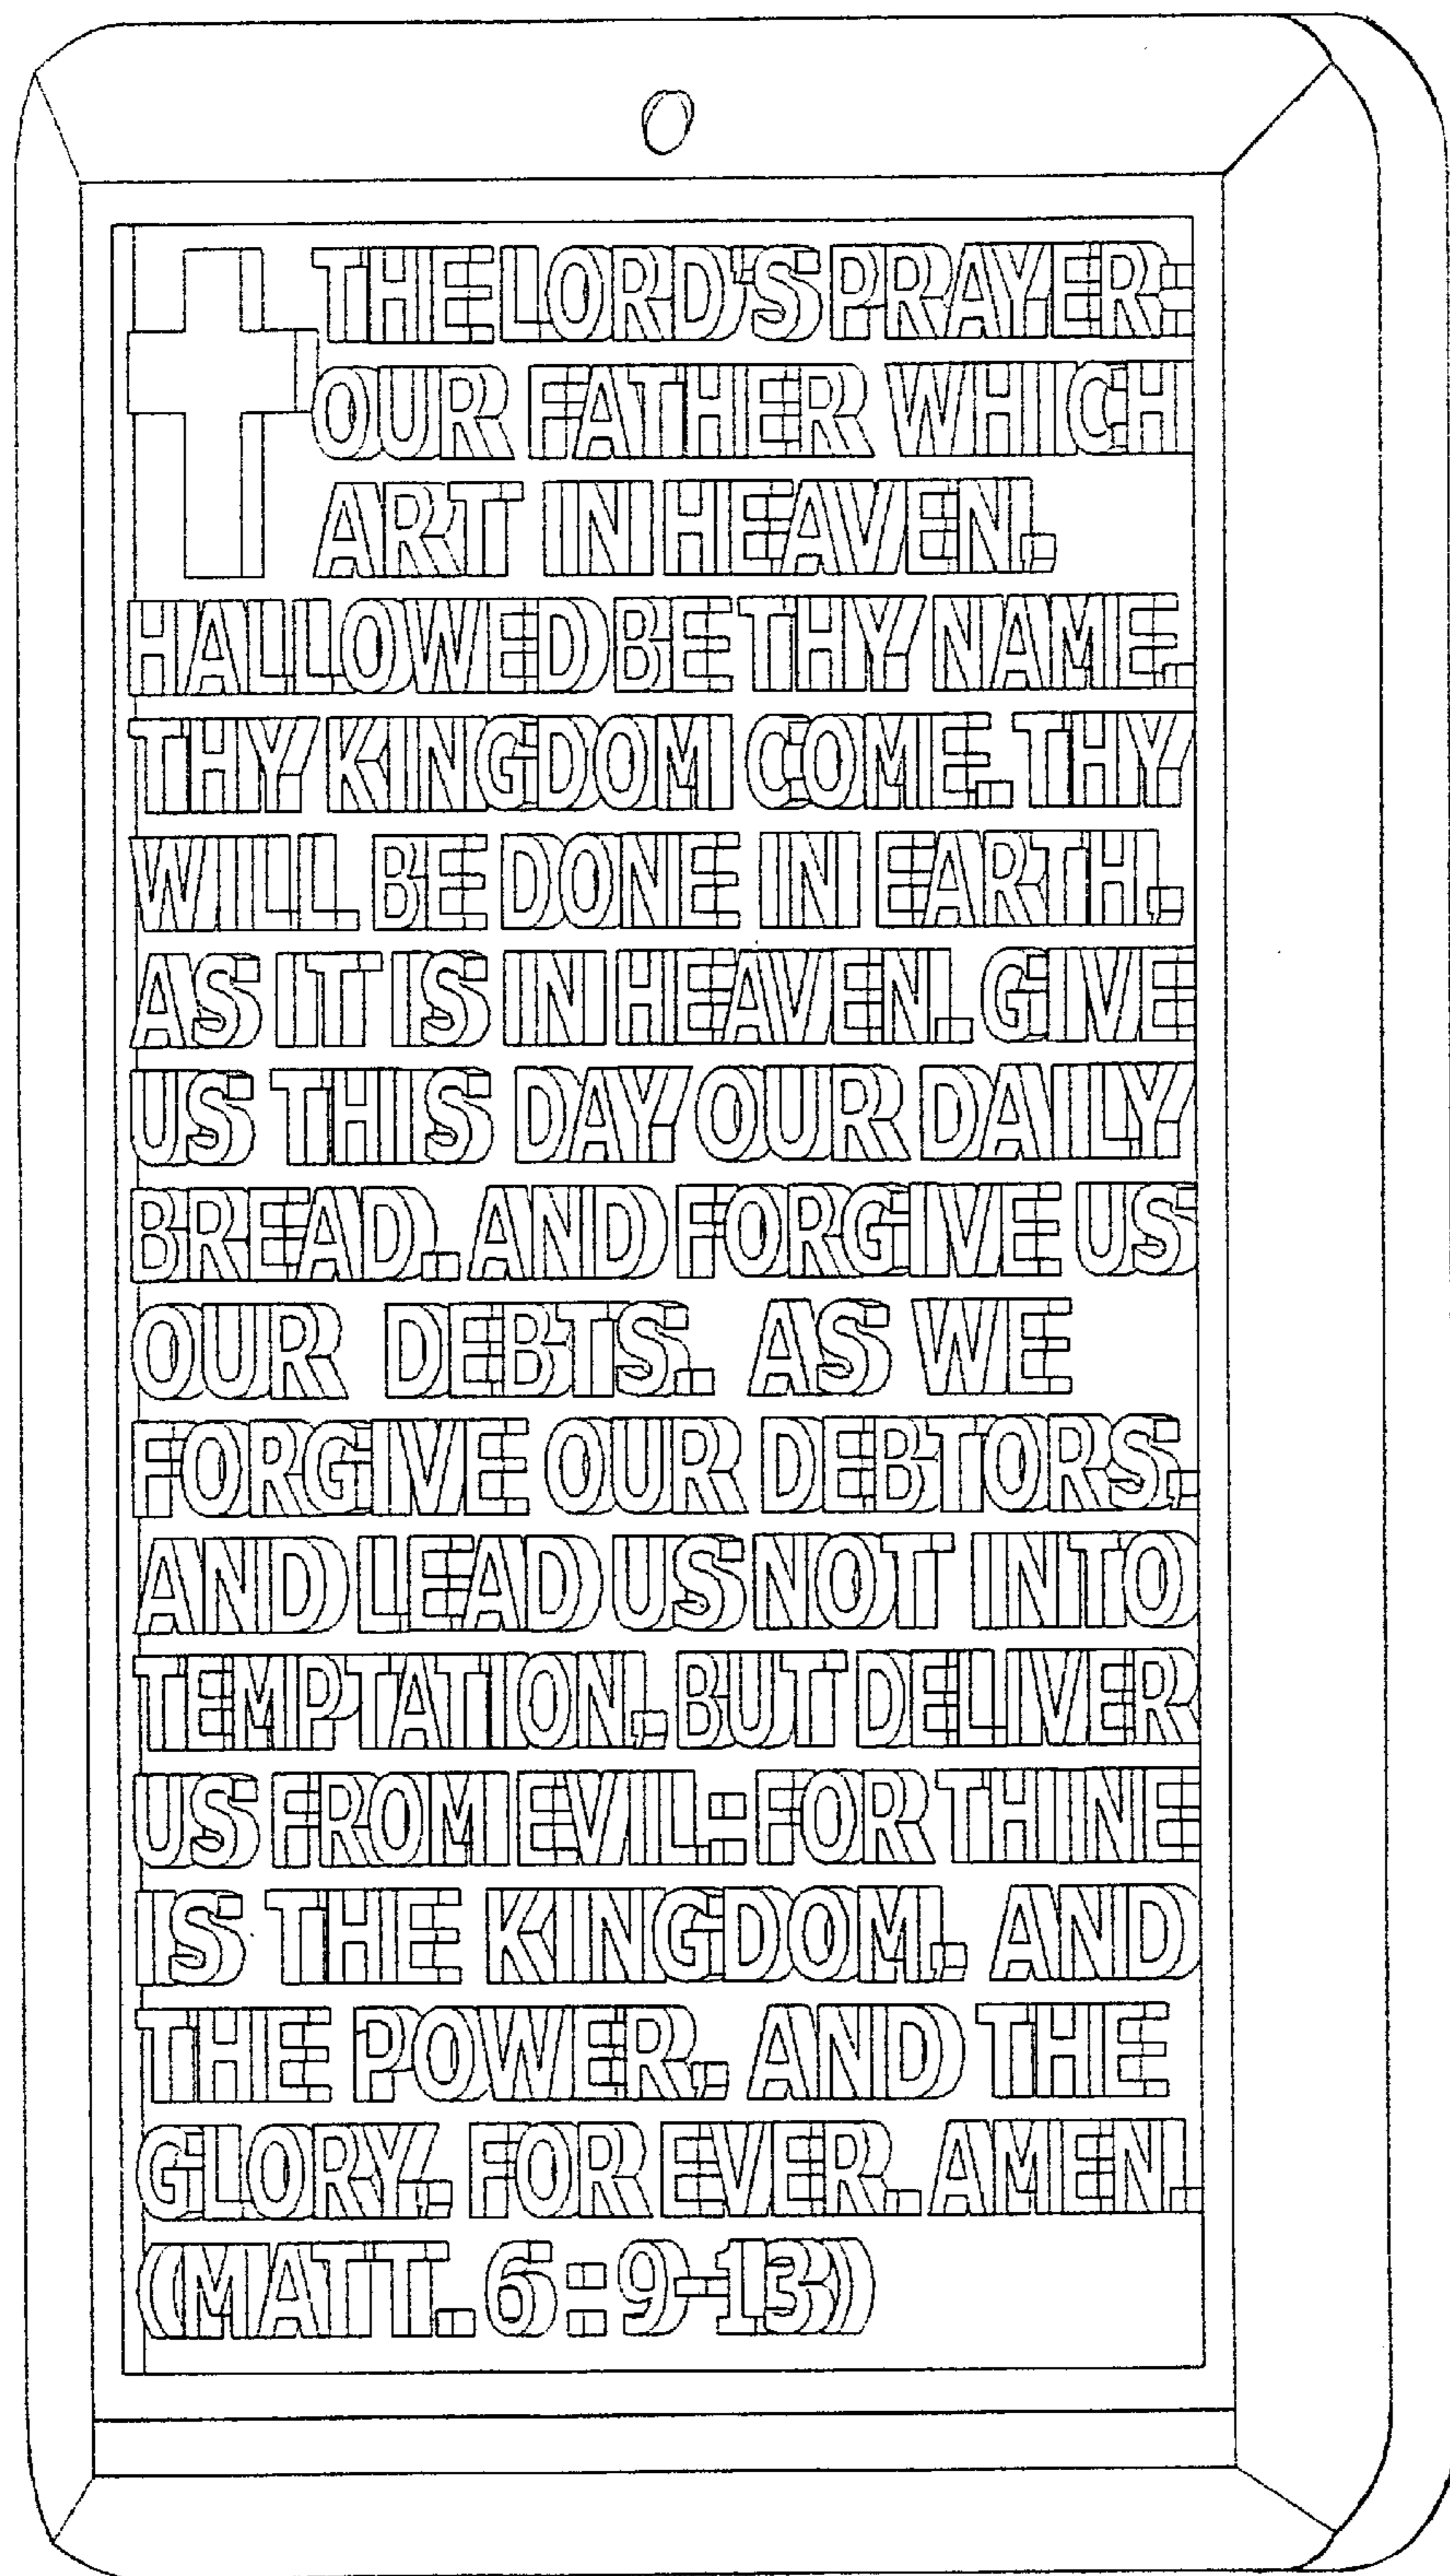 THE LORD'S PRAYER:
OUR FATHER WHICH
ART IN HEAVEN,
HALLOWED BE THY NAME.
THY KINGDOM COME. THY
WILL BE DONE IN EARTH,
AS IT IS IN HEAVEN. GIVE
US THIS DAY OUR DAILY
BREAD. AND FORGIVE US
OUR DEBTS. AS WE
FORGIVE OUR DEBTORS,
AND LEAD US NOT INTO
TEMPTATION, BUT DELIVER
US FROM EVIL: FOR THINE
IS THE KINGDOM, AND
THE POWER, AND THE
GLORY, FOR EVER. AMEN.
(MATT. 6:9-13)